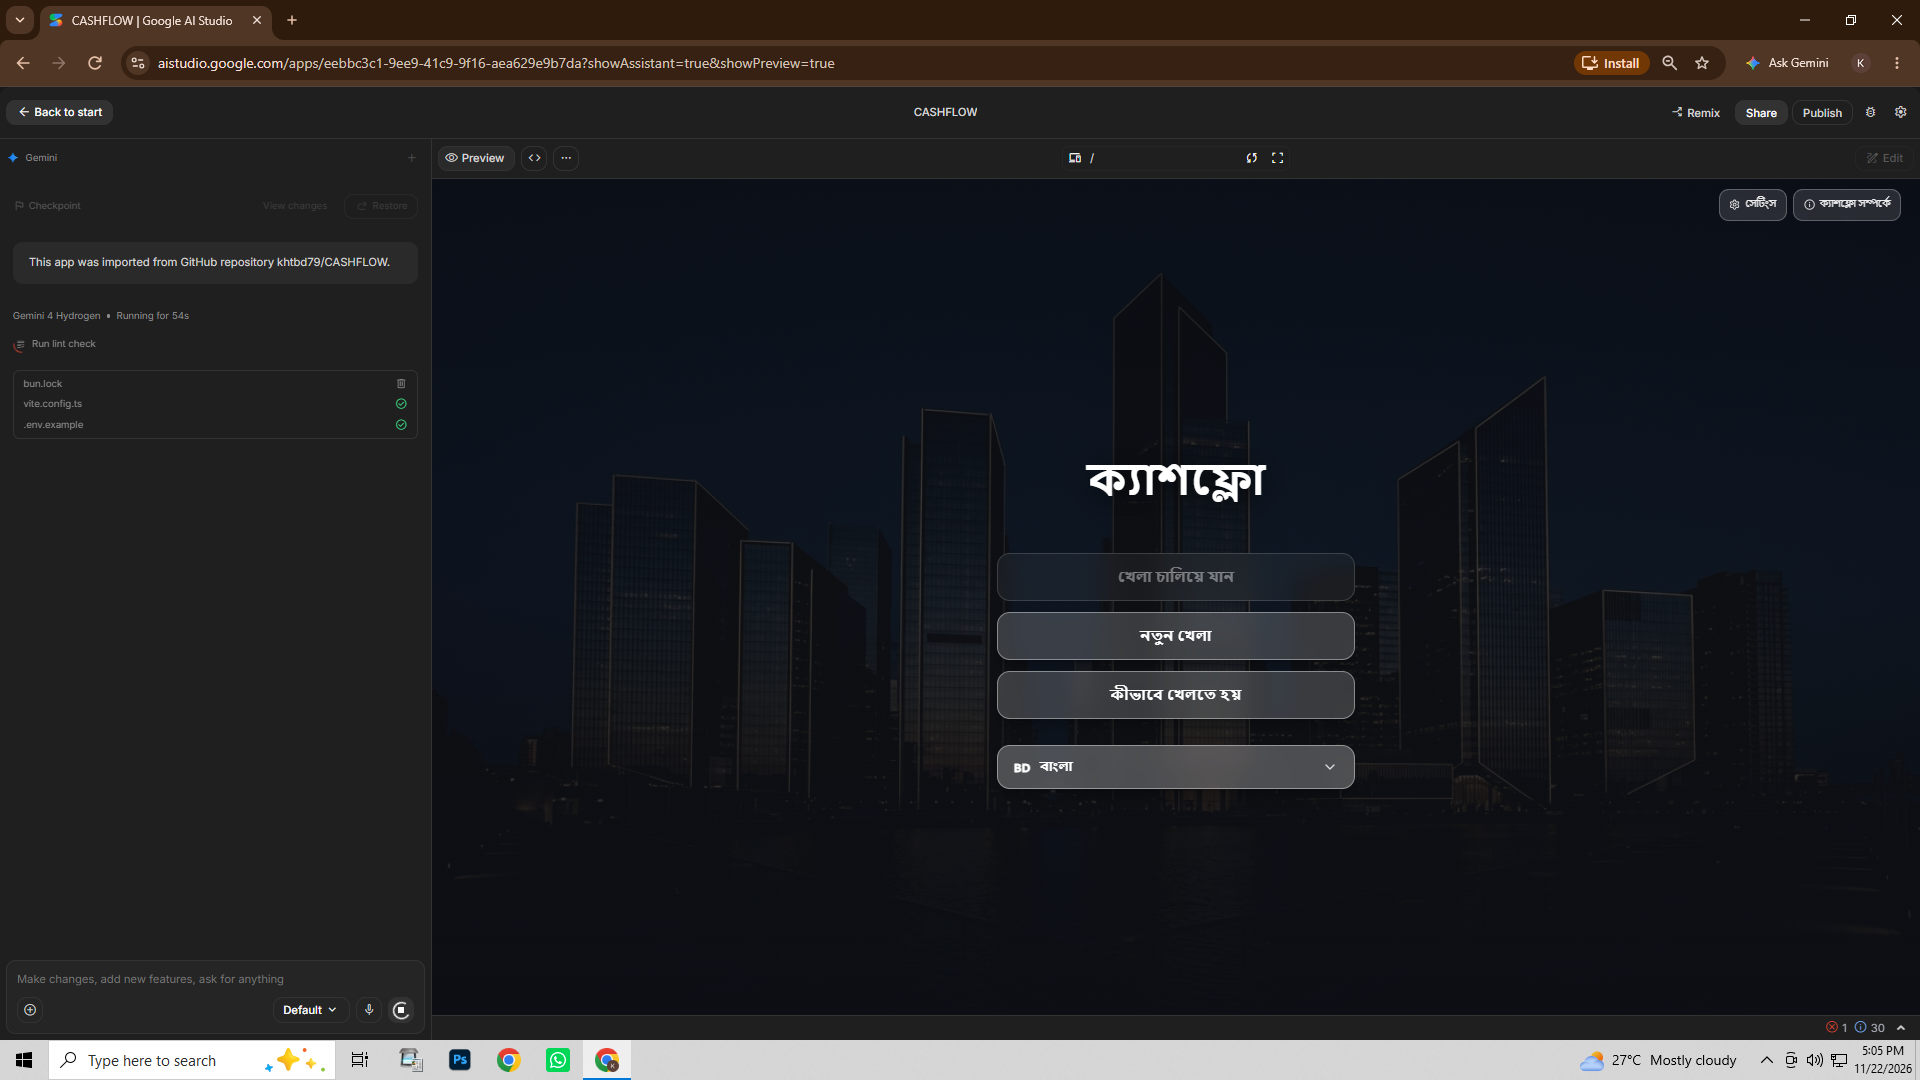 CASHFLOW | Google AI Studio
aistudio.google.com/apps/eebbc3c1-9ee9-41c9-9f16-aea629e9b7da?showAssistant=true&showPreview=true
Install
Ask Gemini
K
Back to start
CASHFLOW
Remix
Share
Publish
Gemini
Preview
/
Edit
Checkpoint
View changes
Restore
সেটিংস
ক্যাশফ্লো সম্পর্কে
This app was imported from GitHub repository khtbd79/CASHFLOW.
Gemini 4 Hydrogen • Running for 54s
Run lint check
bun.lock
vite.config.ts
.env.example
ক্যাশফ্লো
খেলা চালিয়ে যান
নতুন খেলা
কীভাবে খেলতে হয়
BD বাংলা
Make changes, add new features, ask for anything
Default
1
30
Type here to search
Ps
K
27°C Mostly cloudy
5:05 PM
11/22/2026